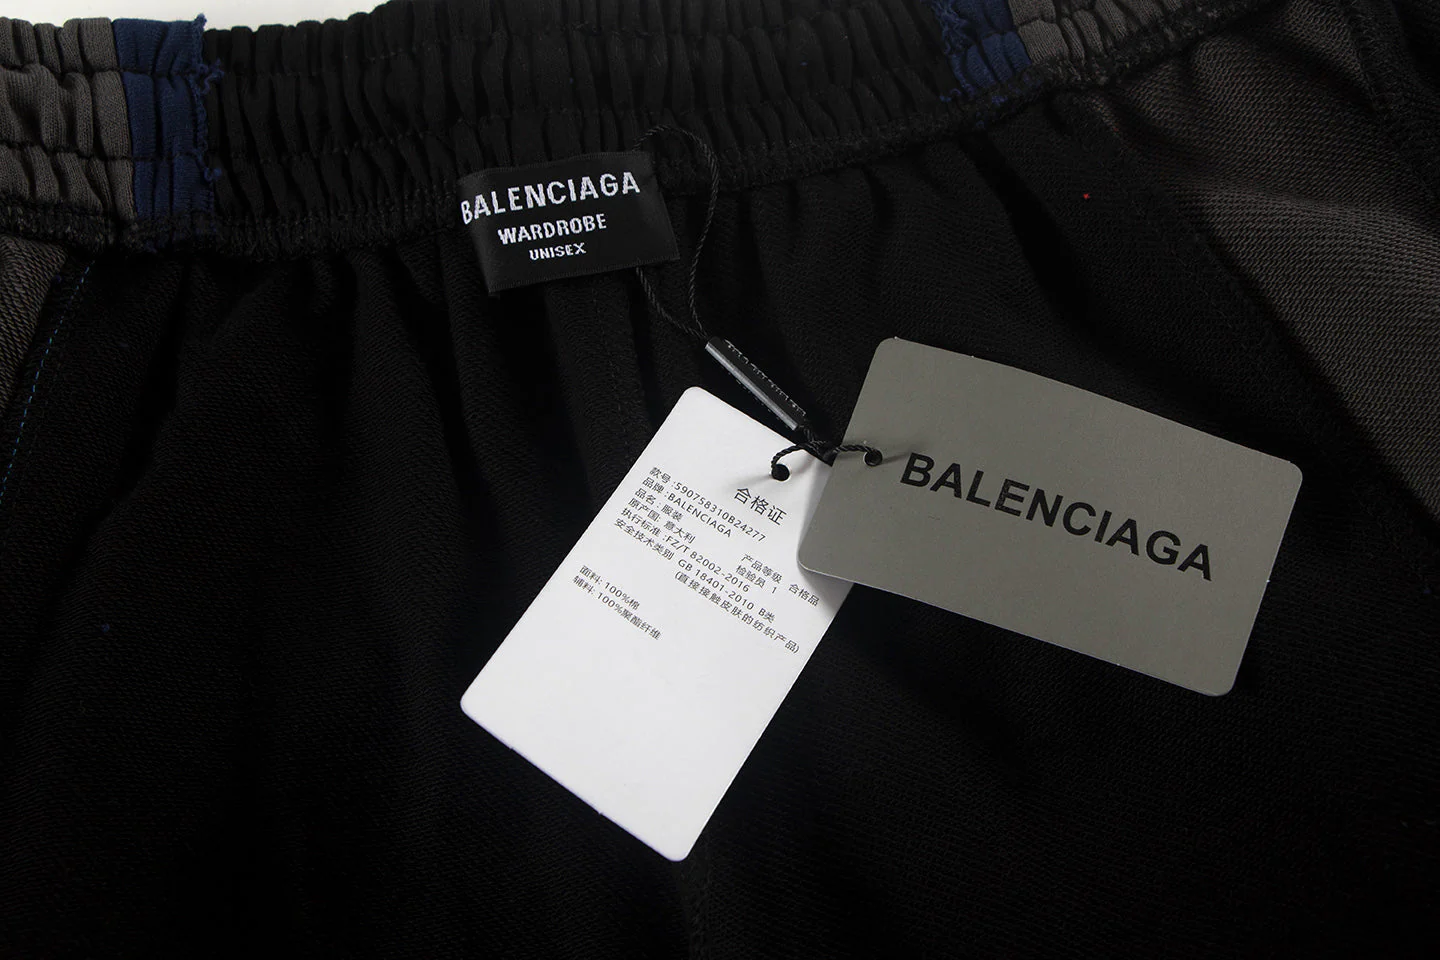 BALENCIAGA
WARDROBE
UNISEX
合格证
款号:590758310B24277
品牌:BALENCIAGA
品名:服装
原产国: 意大利
产品等级 合格品
执行标准:FZ/T 82002-2016
检验员 1
安全技术类别 GB 18401-2010 B类
(直接接触皮肤的纺织产品)
面料: 100%棉
辅料: 100%聚酯纤维
BALENCIAGA